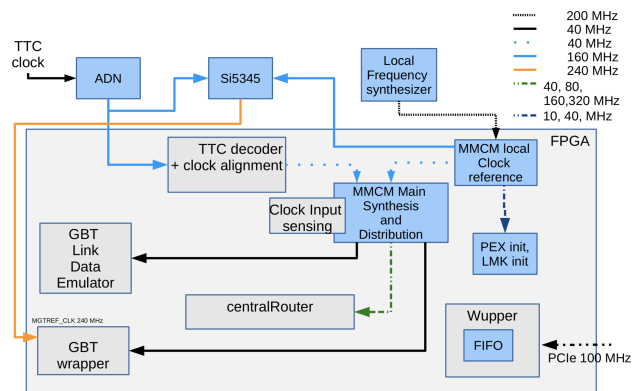 TTC
clock
ADN
Si5345
Local
Frequency
synthesizer
200 MHz
40 MHz
40 MHz
160 MHz
240 MHz
40, 80,
160,320 MHz
10, 40, MHz
FPGA
TTC decoder
+ clock alignment
MMCM local
Clock
reference
MMCM Main
Synthesis
and
Distribution
Clock Input
sensing
GBT
Link
Data
Emulator
PEX init,
LMK init
centralRouter
MGTREF_CLK 240 MHz
GBT
wrapper
Wupper
FIFO
PCIe 100 MHz